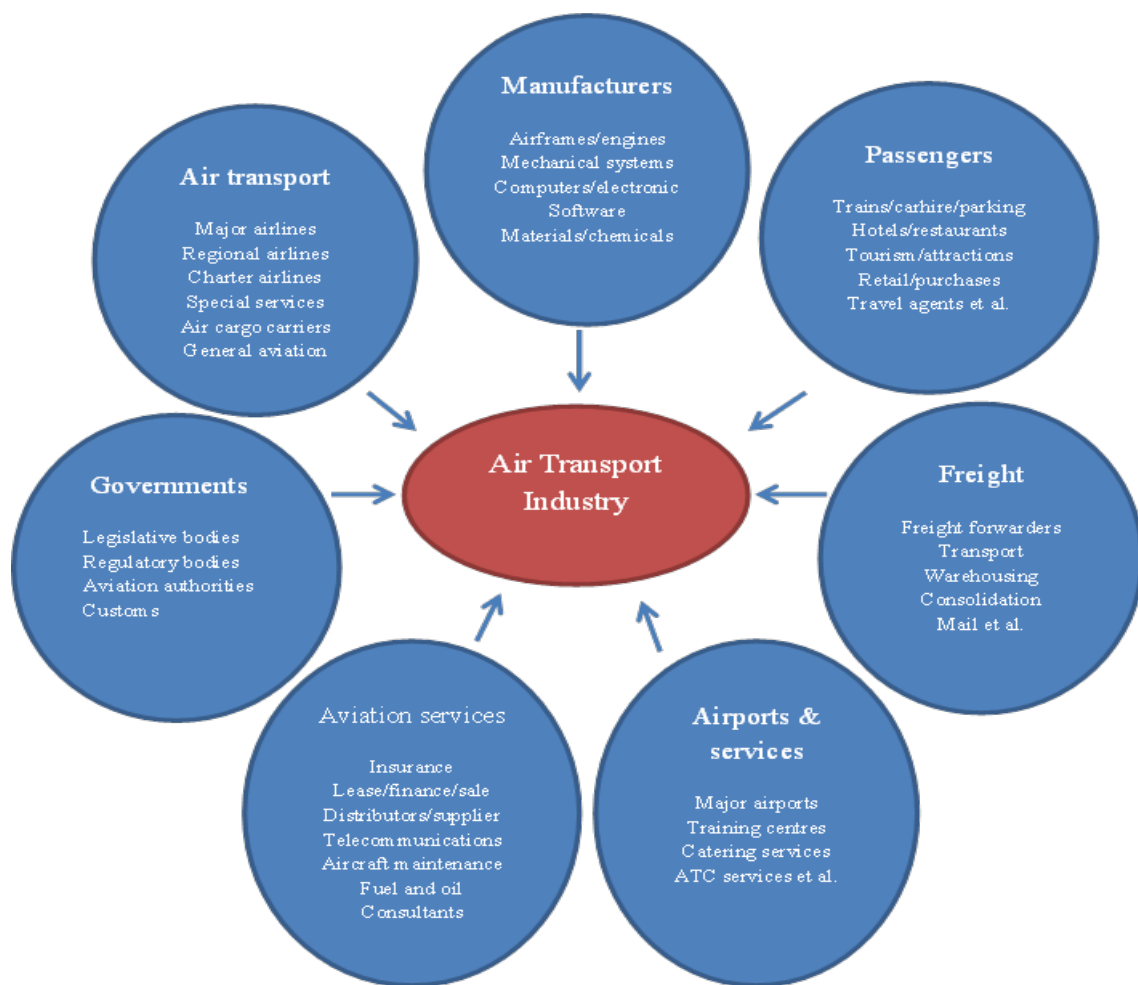 Manufacturers
Airframes/engines
Mechanical systems
Computers/electronic
Software
Materials/chemicals
Passengers
Trains/carhire/parking
Hotels/restaurants
Tourism/attractions
Retail/purchases
Travel agents et al.
Air transport
Major airlines
Regional airlines
Charter airlines
Special services
Air cargo carriers
General aviation
Air Transport
Industry
Governments
Legislative bodies
Regulatory bodies
Aviation authorities
Customs
Freight
Freight forwarders
Transport
Warehousing
Consolidation
Mail et al.
Aviation services
Insurance
Lease/finance/sale
Distributors/supplier
Telecommunications
Aircraft maintenance
Fuel and oil
Consultants
Airports &
services
Major airports
Training centres
Catering services
ATC services et al.